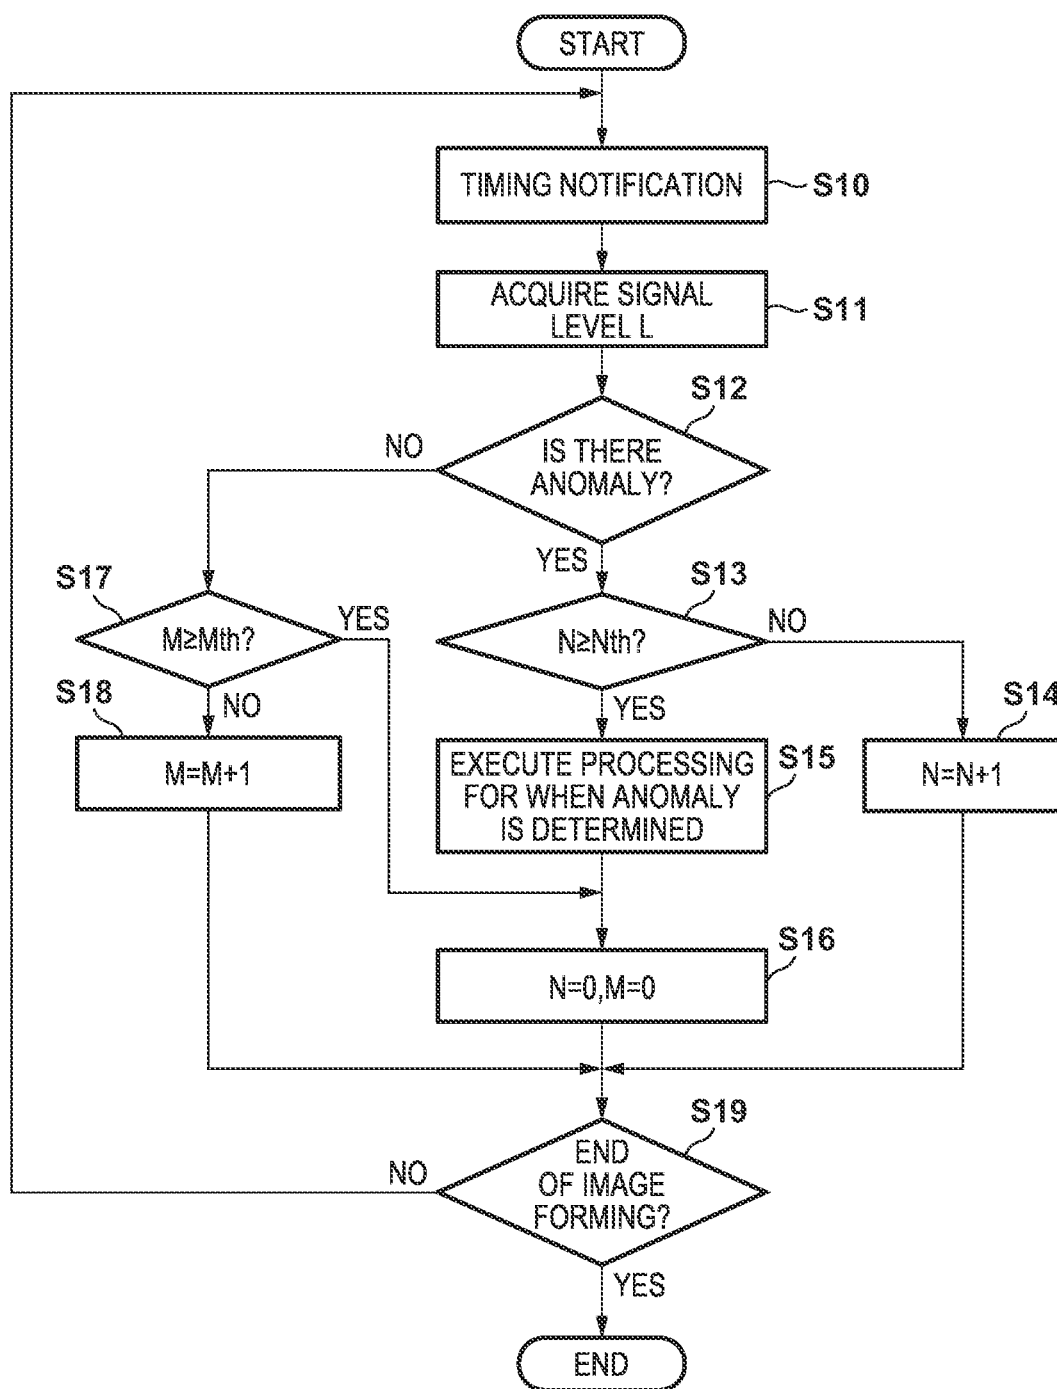 START
TIMING NOTIFICATION
S10
ACQUIRE SIGNAL
LEVEL L
S11
S12
IS THERE
ANOMALY?
NO
YES
S13
N≥Nth?
NO
YES
S17
M≥Mth?
YES
NO
S18
M=M+1
S14
N=N+1
S15
EXECUTE PROCESSING
FOR WHEN ANOMALY
IS DETERMINED
S16
N=0,M=0
S19
END
OF IMAGE
FORMING?
NO
YES
END